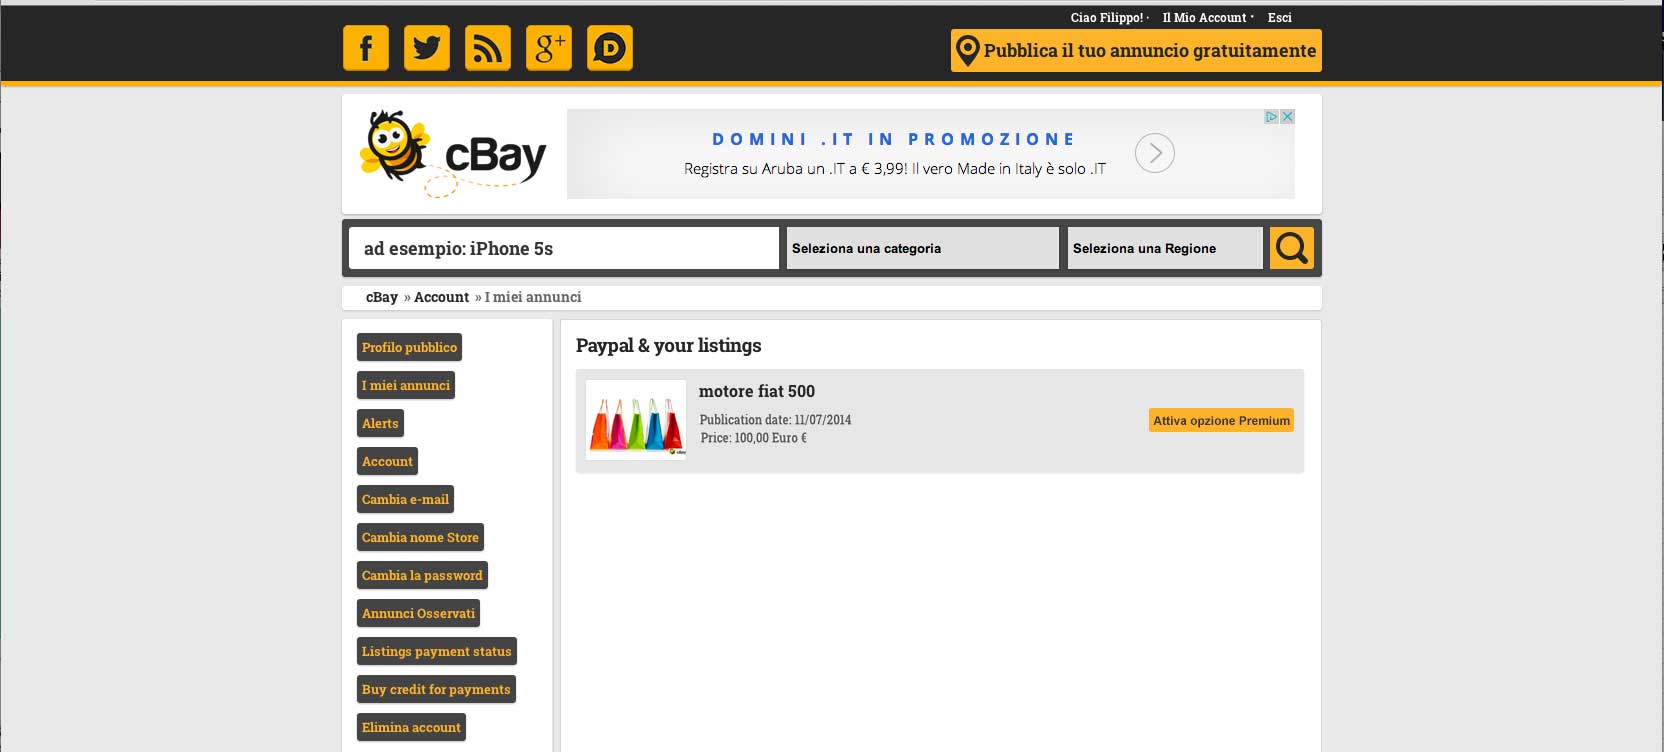 Ciao Filippo! · Il Mio Account · Esci
Pubblica il tuo annuncio gratuitamente
cBay
DOMINI .IT IN PROMOZIONE
Registra su Aruba un .IT a € 3,99! Il vero Made in Italy è solo .IT
ad esempio: iPhone 5s
Seleziona una categoria
Seleziona una Regione
cBay » Account » I miei annunci
Profilo pubblico
I miei annunci
Alerts
Account
Cambia e-mail
Cambia nome Store
Cambia la password
Annunci Osservati
Listings payment status
Buy credit for payments
Elimina account
Paypal & your listings
motore fiat 500
Publication date: 11/07/2014
Price: 100,00 Euro €
cBay
Attiva opzione Premium